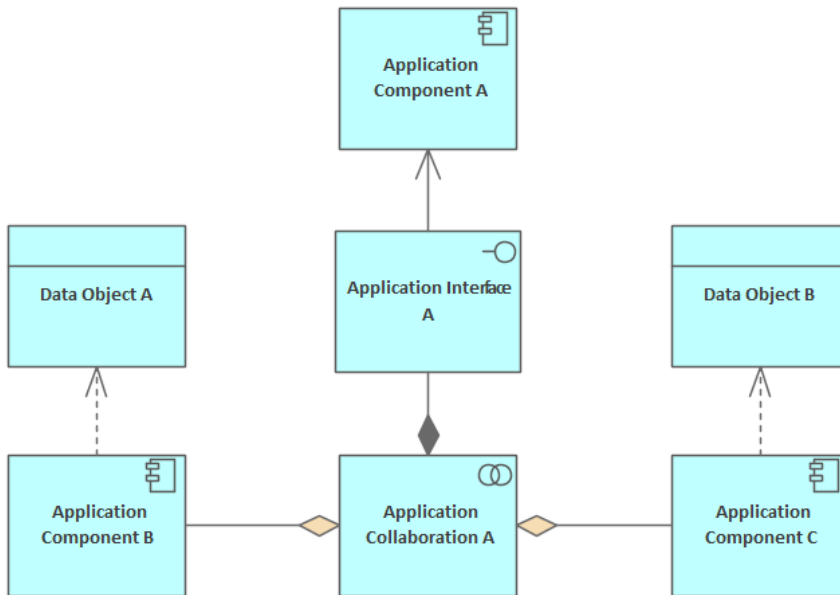 Application
Component A
Data Object A
Application Interface
A
Data Object B
Application
Component B
Application
Collaboration A
Application
Component C